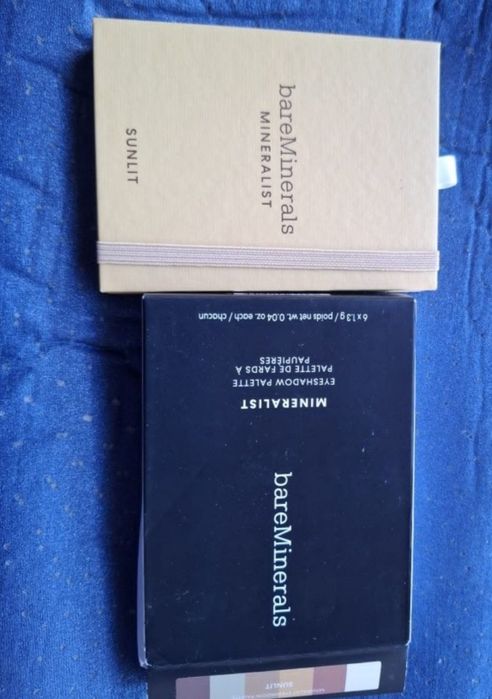 bareMinerals
MINERALIST
SUNLIT
6 x 1.3 g / poids net wt. 0.04 oz. each / chacun
EYESHADOW PALETTE
PALETTE DE FARDS À
PAUPIÈRES
MINERALIST
bareMinerals
SUNLIT